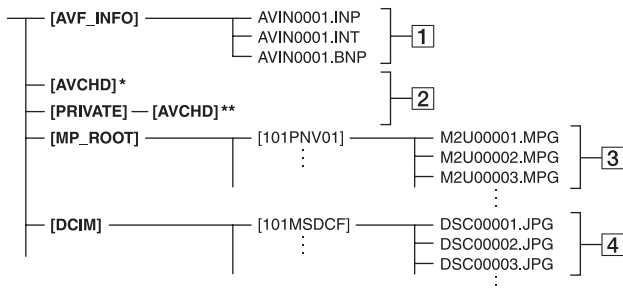 [AVF_INFO] AVIN0001.INP
AVIN0001.INT 1
AVIN0001.BNP
[AVCHD] *
2
[PRIVATE] [AVCHD] **
[MP_ROOT] [101PNV01] M2U00001.MPG
M2U00002.MPG 3
M2U00003.MPG
[DCIM] [101MSDCF] DSC00001.JPG
DSC00002.JPG 4
DSC00003.JPG